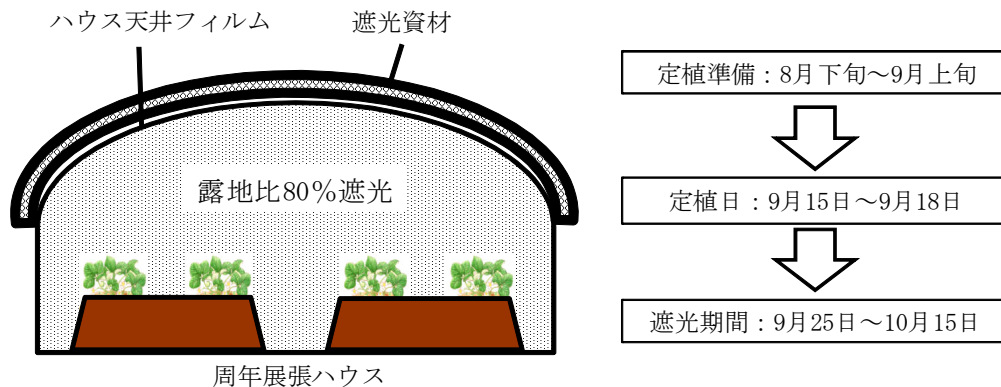 ハウス天井フィルム
遮光資材
露地比80%遮光
周年展張ハウス
定植準備：8月下旬～9月上旬
定植日：9月15日～9月18日
遮光期間：9月25日～10月15日